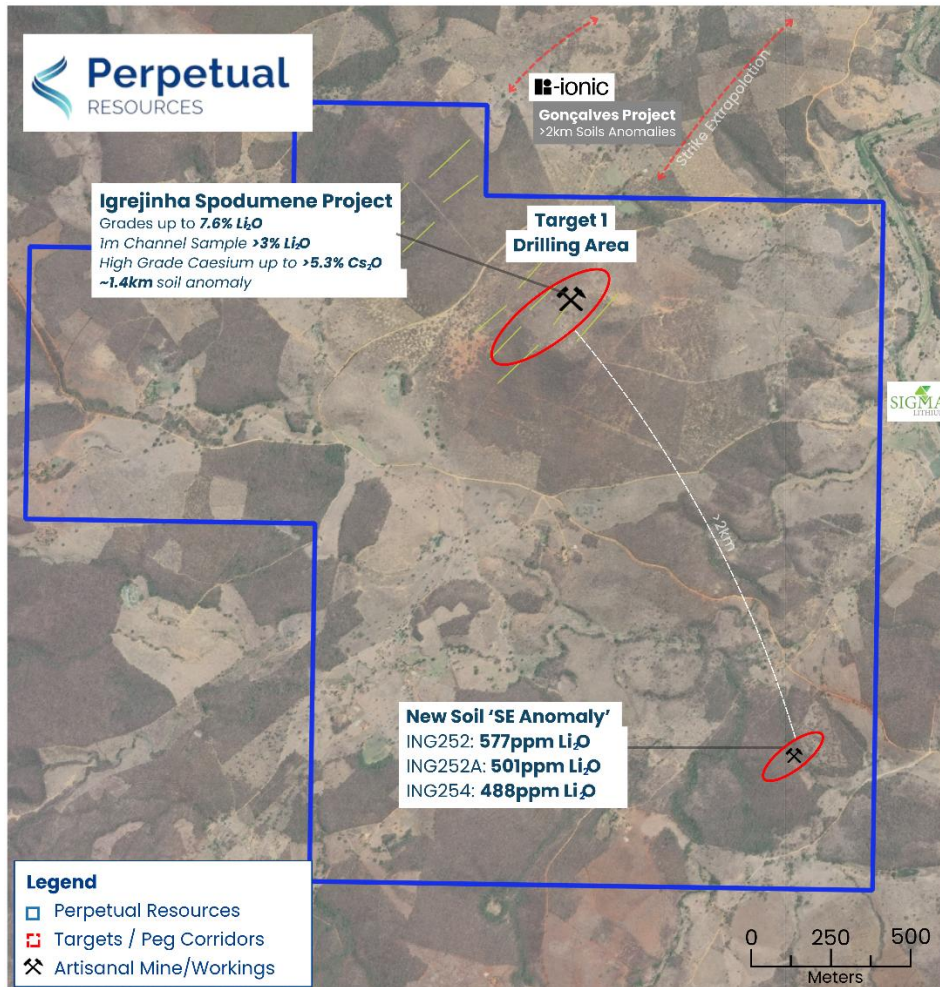 Perpetual
RESOURCES
ionic
Gonçalves Project
>2km Soils Anomalies
Strike Extrapolation
Igrejinha Spodumene Project
Grades up to 7.6% Li₂O
1m Channel Sample >3% Li₂O
High Grade Caesium up to >5.3% Cs₂O
~1.4km soil anomaly
Target 1
Drilling Area
SIGMA
LITHIUM
>2km
New Soil ‘SE Anomaly’
ING252: 577ppm Li₂O
ING252A: 501ppm Li₂O
ING254: 488ppm Li₂O
Legend
Perpetual Resources
Targets / Peg Corridors
Artisanal Mine/Workings
0 250 500
Meters